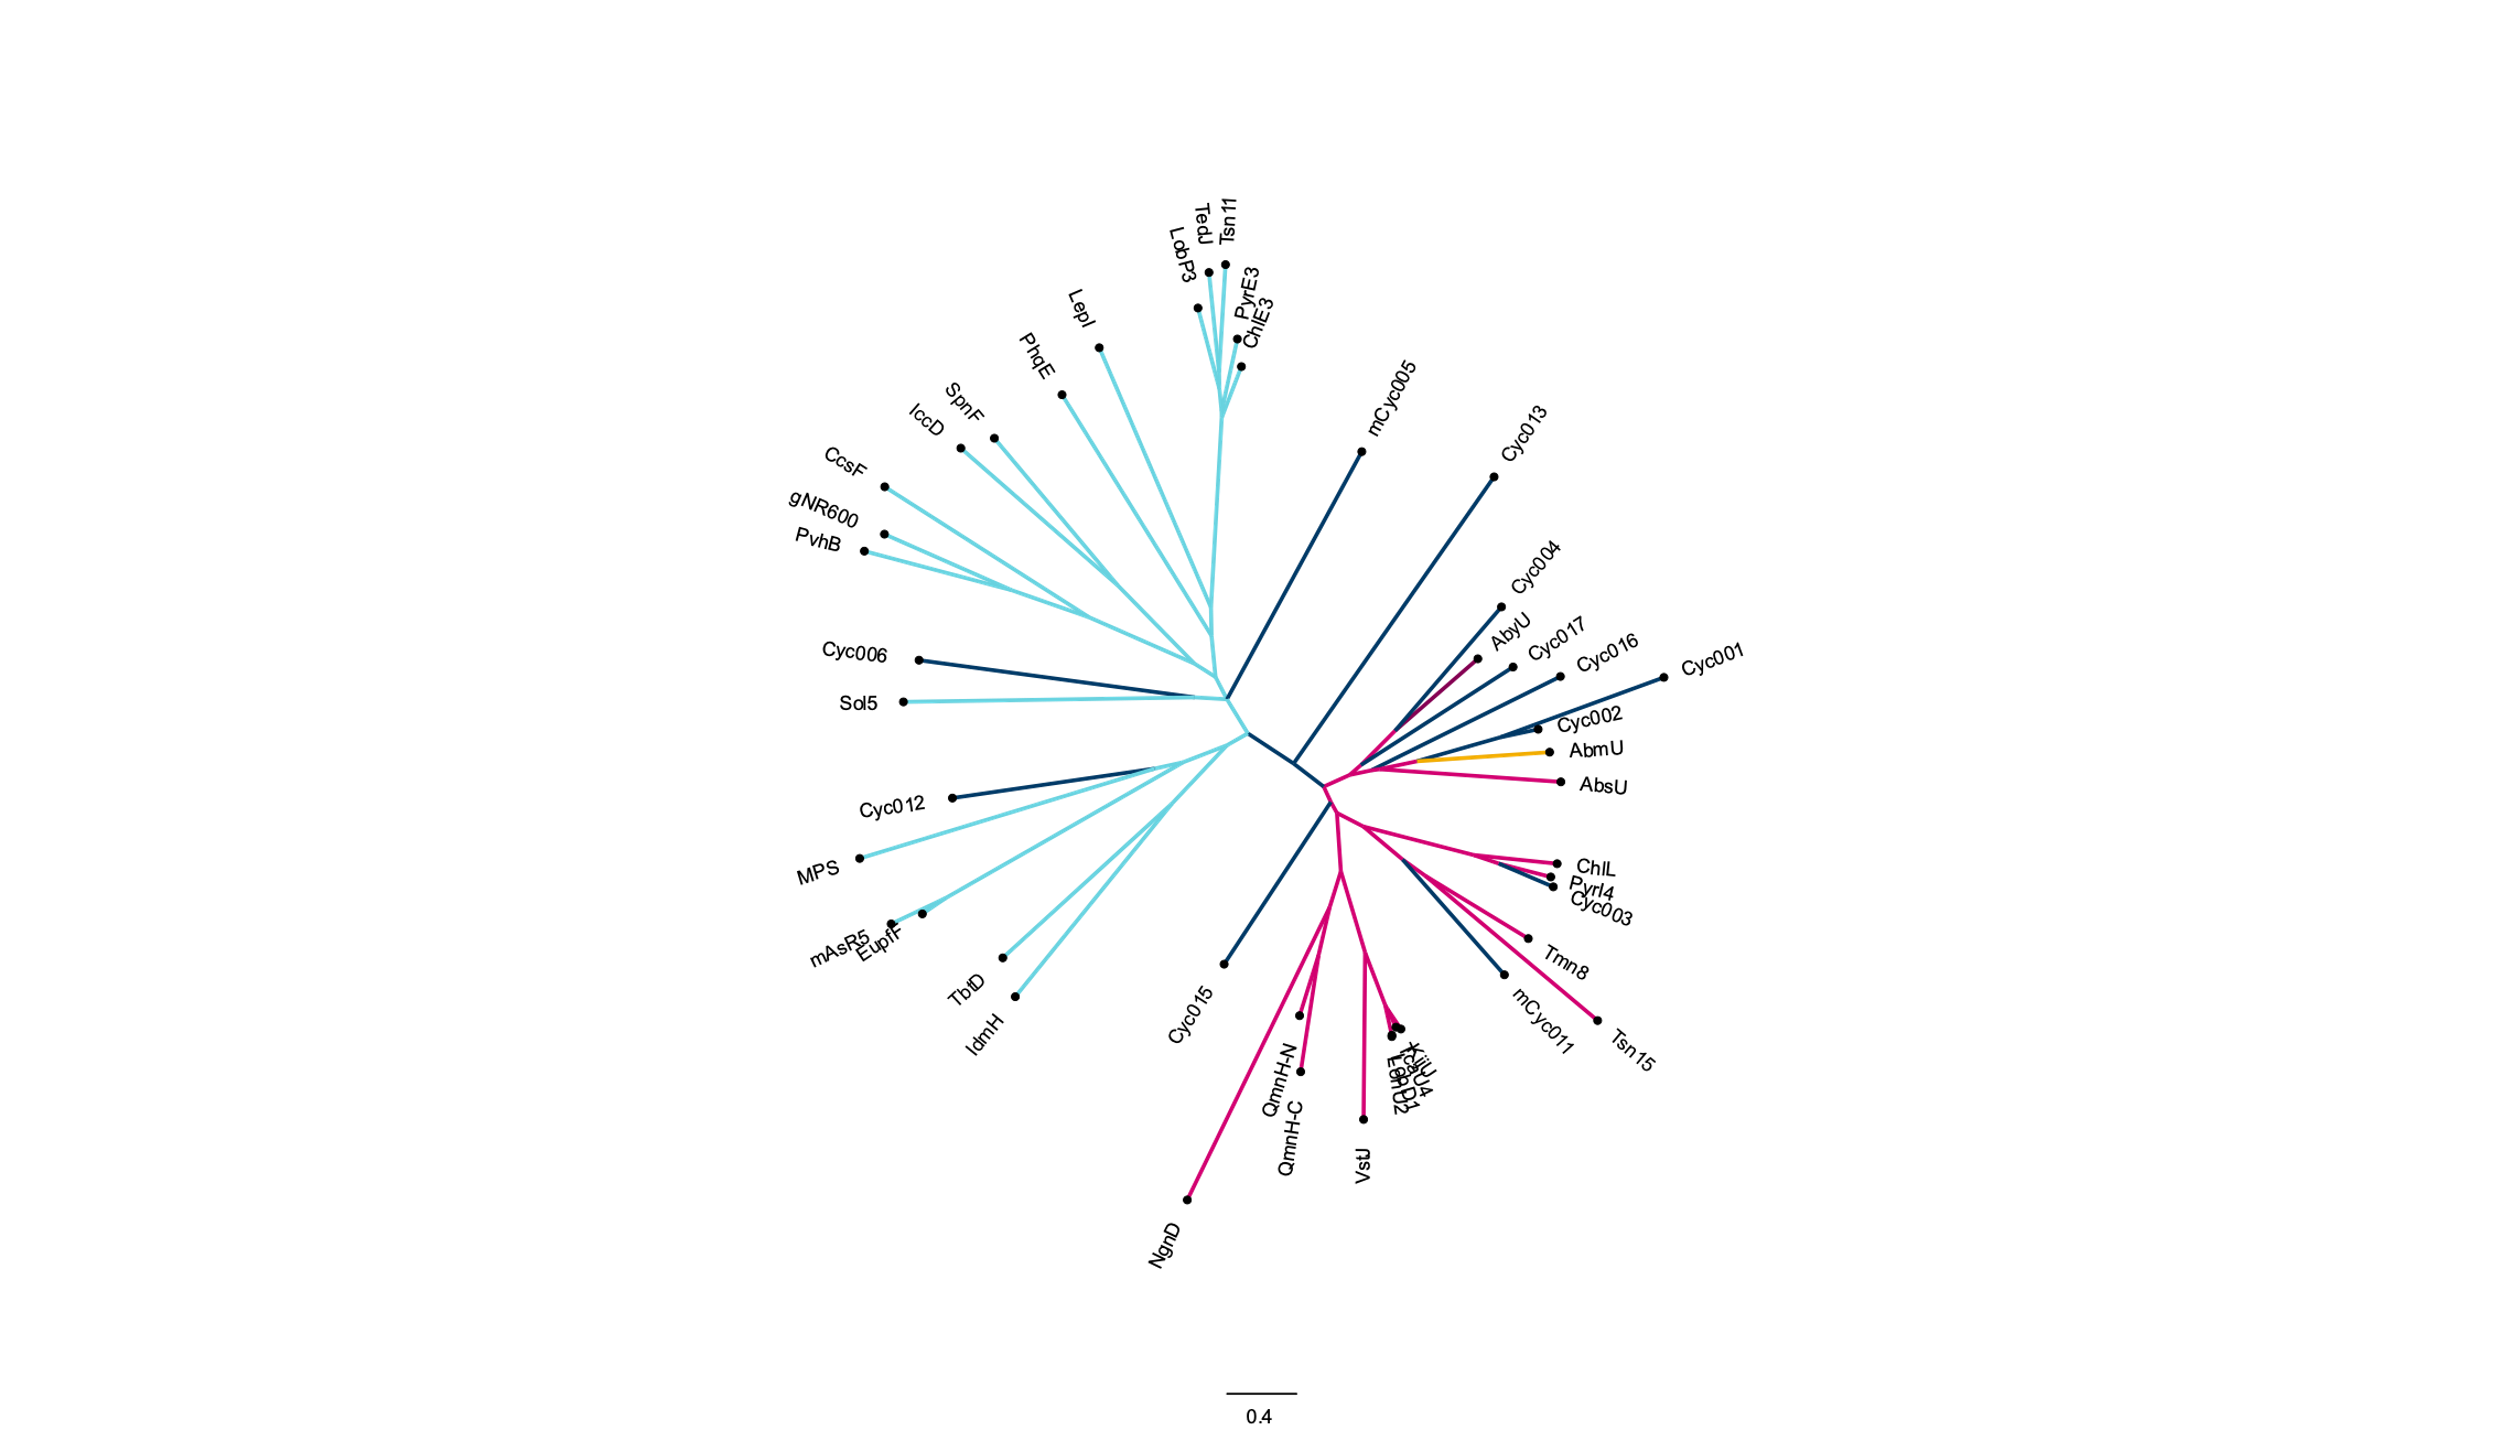 Tsn11
TedJ
LobP3
PyrE3
ChlE3
LepI
PhqE
SpnF
IccD
CcsF
gNR600
PvhB
mCyc005
Cyc013
Cyc004
AbyU
Cyc017
Cyc016
Cyc001
Cyc002
AbmU
AbsU
Cyc006
Sol5
Cyc012
MPS
mAsR5
EupfF
TbtD
IdmH
ChlL
PyrI4
Cyc003
Tmn8
mCyc011
Tsn15
Cyc015
QmnH-N
QmnH-C
VstJ
NgnD
KijU
0.4